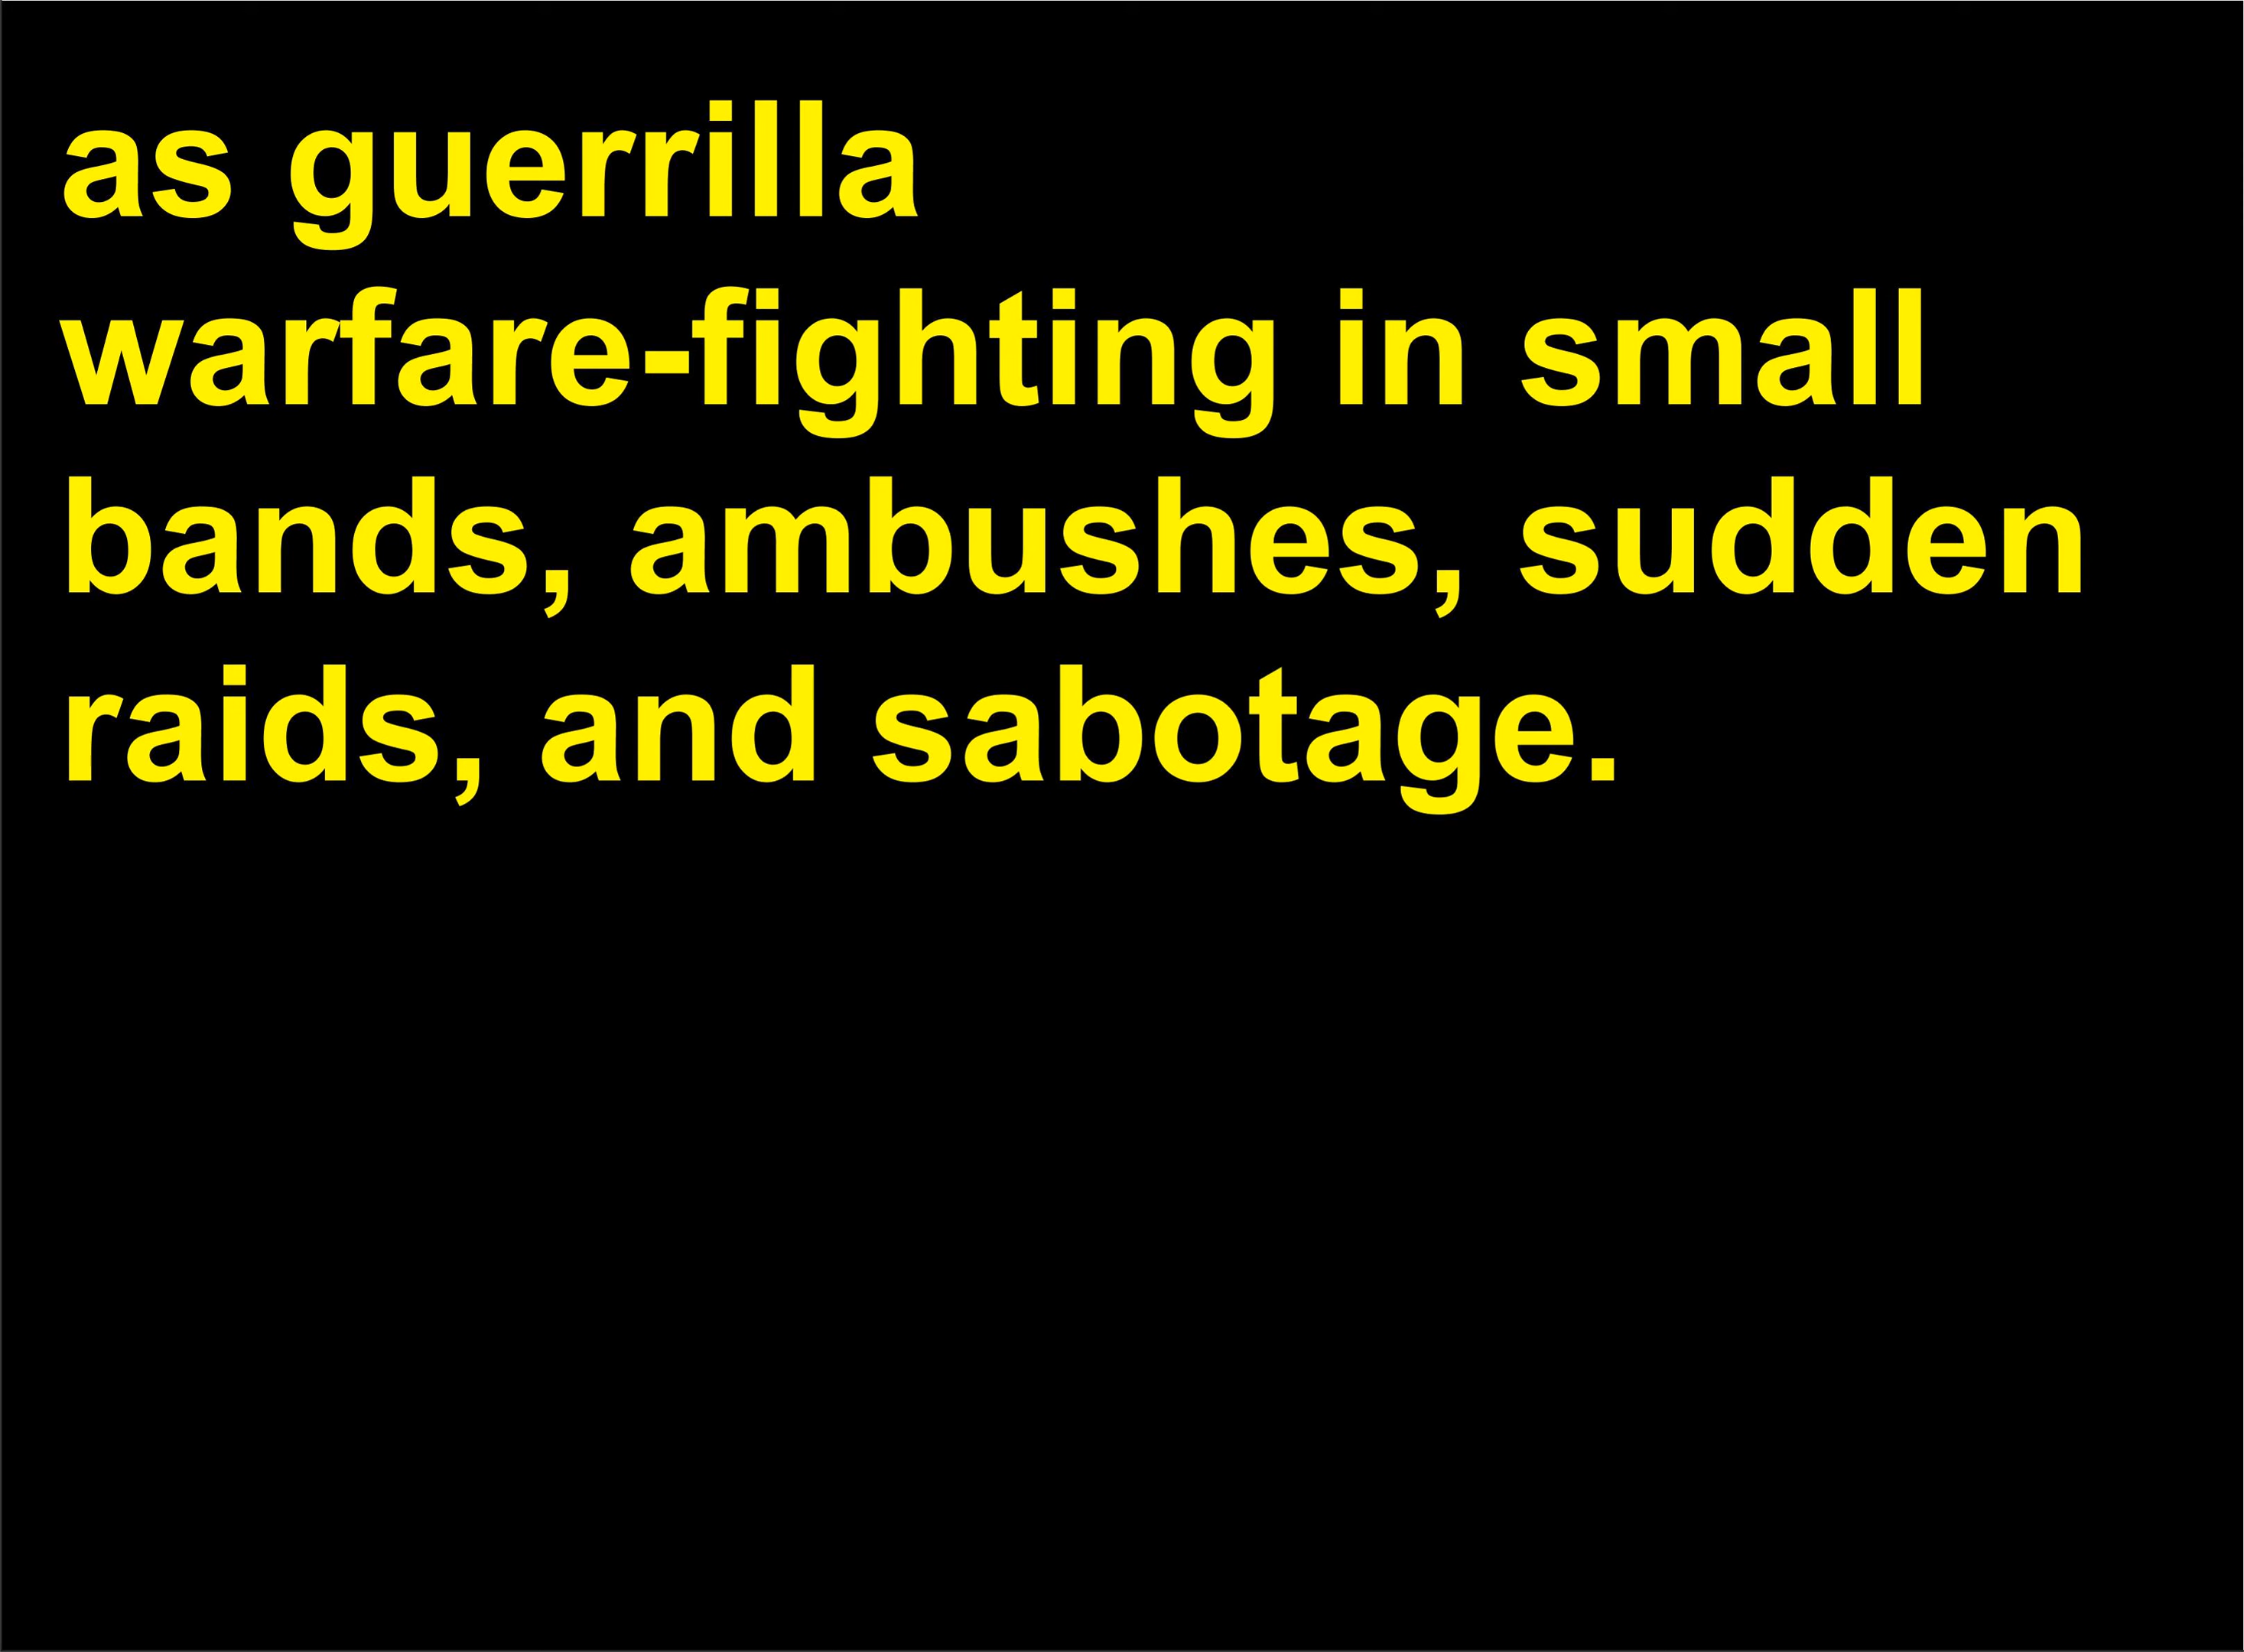 as guerrilla
warfare-fighting in small
bands, ambushes, sudden
raids, and sabotage.